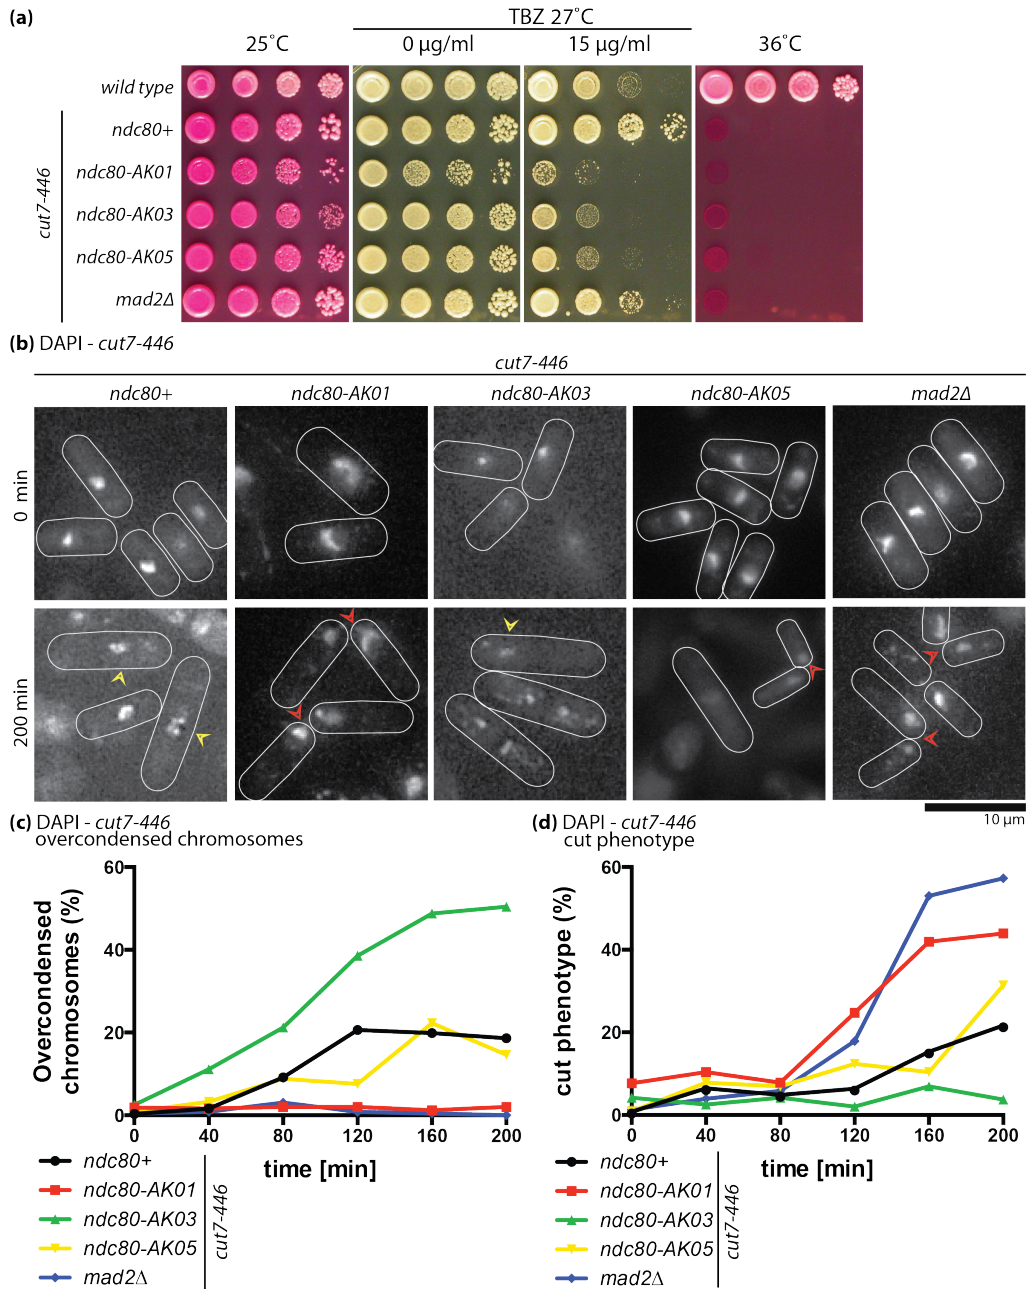 (a)
TBZ 27˚C
25˚C 0 µg/ml 15 µg/ml 36˚C
wild type
ndc80+
ndc80-AK01
ndc80-AK03
ndc80-AK05
mad2Δ
cut7-446
(b) DAPI - cut7-446
cut7-446
ndc80+ ndc80-AK01 ndc80-AK03 ndc80-AK05 mad2Δ
0 min
200 min
10 µm
(c) DAPI - cut7-446
overcondensed chromosomes
60
40
20
0
Overcondensed
chromosomes (%)
0 40 80 120 160 200
time [min]
ndc80+
ndc80-AK01
ndc80-AK03
ndc80-AK05
mad2Δ
cut7-446
(d) DAPI - cut7-446
cut phenotype
60
40
20
0
cut phenotype (%)
0 40 80 120 160 200
time [min]
ndc80+
ndc80-AK01
ndc80-AK03
ndc80-AK05
mad2Δ
cut7-446